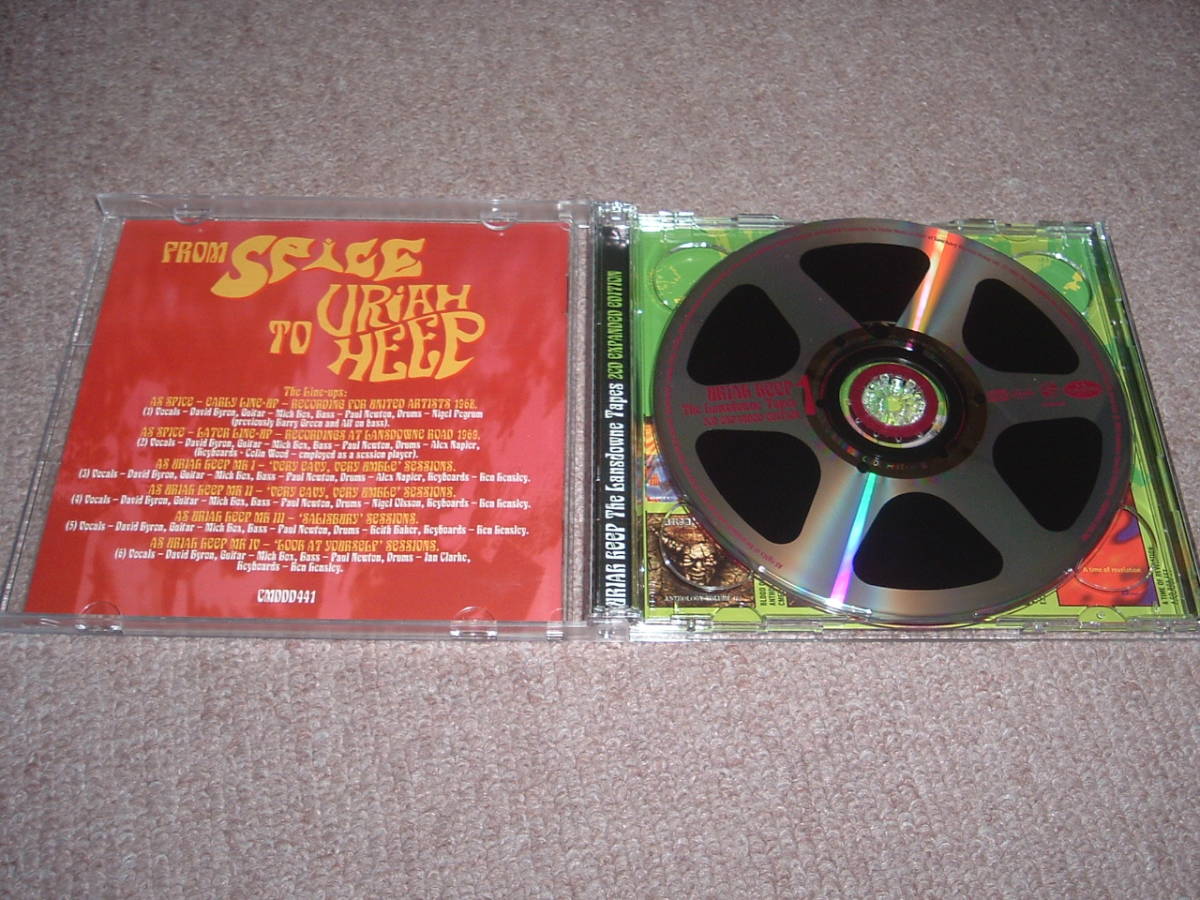 FROM SPICE
TO URIAH
HEEP
The Line-ups:
AS SPICE – EARLY LINE-UP – RECORDING FOR UNITED ARTISTS 1968.
(1) Vocals – David Byron, Guitar – Mick Box, Bass – Paul Newton, Drums – Nigel Pegrum
(previously Barry Green and Alf on bass).
AS SPICE – LATER LINE-UP – RECORDINGS AT LANSDOWNE ROAD 1969.
(2) Vocals – David Byron, Guitar – Mick Box, Bass – Paul Newton, Drums – Alex Napier,
(Keyboards - Colin Wood – employed as a session player).
AS URIAH HEEP MK I – 'VERY EAVY, VERY UMBLE' SESSIONS.
(3) Vocals – David Byron, Guitar – Mick Box, Bass – Paul Newton, Drums – Alex Napier, Keyboards – Ken Hensley.
AS URIAH HEEP MK II – 'VERY EAVY, VERY UMBLE' SESSIONS.
(4) Vocals – David Byron, Guitar – Mick Box, Bass – Paul Newton, Drums – Nigel Olsson, Keyboards – Ken Hensley.
AS URIAH HEEP MK III – 'SALISBURY' SESSIONS.
(5) Vocals – David Byron, Guitar – Mick Box, Bass – Paul Newton, Drums – Keith Baker, Keyboards – Ken Hensley.
AS URIAH HEEP MK IV – 'LOOK AT YOURSELF' SESSIONS.
(6) Vocals – David Byron, Guitar – Mick Box, Bass – Paul Newton, Drums – Ian Clarke,
Keyboards – Ken Hensley.
CMDDD441
URIAH HEEP The Lansdowne Tapes 2CD EXPANDED EDITION
URIAH HEEP 1
The Lansdowne Tapes
2CD EXPANDED EDITION
A time of revelation